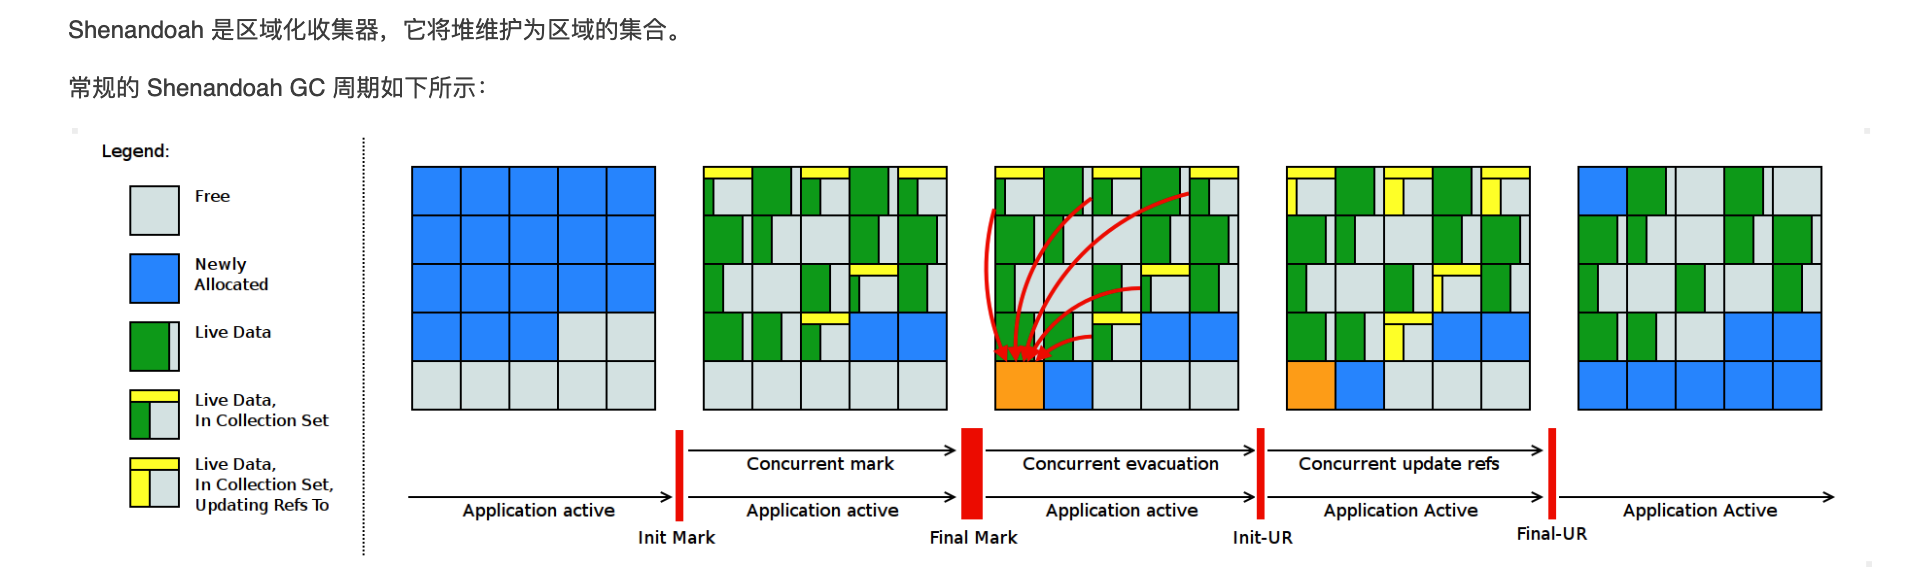 Shenandoah 是区域化收集器，它将堆维护为区域的集合。
常规的 Shenandoah GC 周期如下所示：
Legend:
Free
Newly
Allocated
Live Data
Live Data,
In Collection Set
Live Data,
In Collection Set,
Updating Refs To
Concurrent mark
Concurrent evacuation
Concurrent update refs
Application active
Application active
Application active
Application Active
Application Active
Init Mark
Final Mark
Init-UR
Final-UR